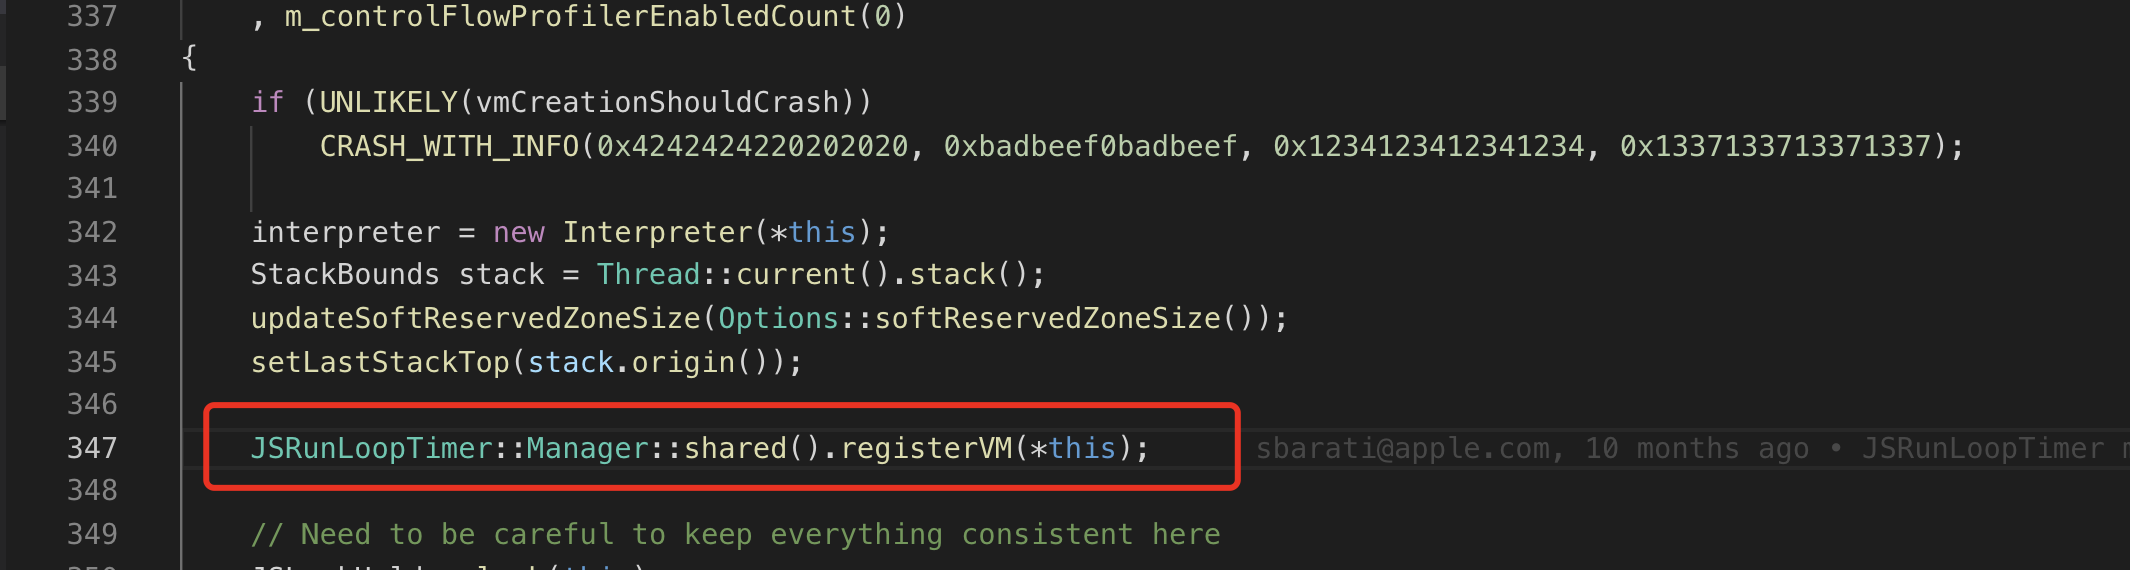 337 , m_controlFlowProfilerEnabledCount(0)
338 {
339 if (UNLIKELY(vmCreationShouldCrash))
340 CRASH_WITH_INFO(0x4242424220202020, 0xbadbeef0badbeef, 0x1234123412341234, 0x1337133713371337);
341
342 interpreter = new Interpreter(*this);
343 StackBounds stack = Thread::current().stack();
344 updateSoftReservedZoneSize(Options::softReservedZoneSize());
345 setLastStackTop(stack.origin());
346
347 JSRunLoopTimer::Manager::shared().registerVM(*this); sbarati@apple.com, 10 months ago • JSRunLoopTimer
348
349 // Need to be careful to keep everything consistent here